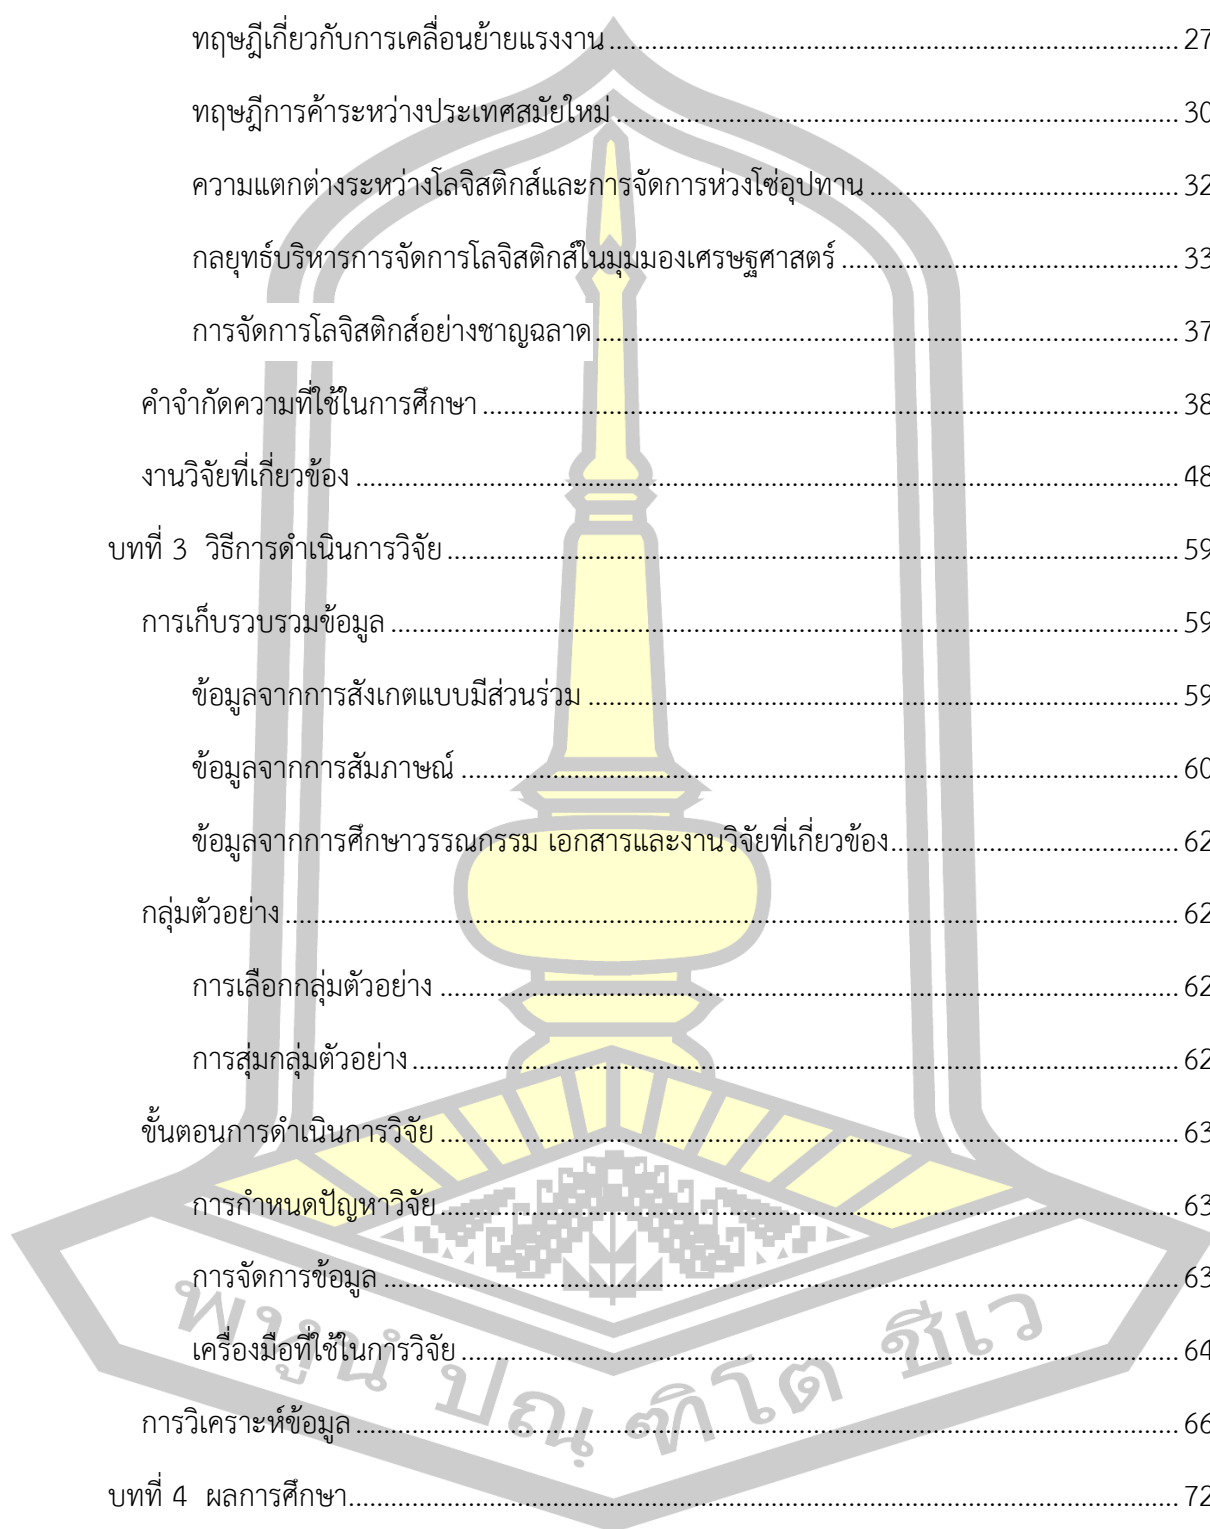 ทฤษฎีเกี่ยวกับการเคลื่อนย้ายแรงงาน ........ 27
ทฤษฎีการค้าระหว่างประเทศสมัยใหม่ ........ 30
ความแตกต่างระหว่างโลจิสติกส์และการจัดการห่วงโซ่อุปทาน ........ 32
กลยุทธ์บริหารการจัดการโลจิสติกส์ในมุมมองเศรษฐศาสตร์ ........ 33
การจัดการโลจิสติกส์อย่างชาญฉลาด ........ 37
คำจำกัดความที่ใช้ในการศึกษา ........ 38
งานวิจัยที่เกี่ยวข้อง ........ 48
บทที่ 3 วิธีการดำเนินการวิจัย ........ 59
การเก็บรวบรวมข้อมูล ........ 59
ข้อมูลจากการสังเกตแบบมีส่วนร่วม ........ 59
ข้อมูลจากการสัมภาษณ์ ........ 60
ข้อมูลจากการศึกษาวรรณกรรม เอกสารและงานวิจัยที่เกี่ยวข้อง ........ 62
กลุ่มตัวอย่าง ........ 62
การเลือกกลุ่มตัวอย่าง ........ 62
การสุ่มกลุ่มตัวอย่าง ........ 62
ขั้นตอนการดำเนินการวิจัย ........ 63
การกำหนดปัญหาวิจัย ........ 63
การจัดการข้อมูล ........ 63
เครื่องมือที่ใช้ในการวิจัย ........ 64
การวิเคราะห์ข้อมูล ........ 66
บทที่ 4 ผลการศึกษา ........ 72
พหูนํ ปณฺฑิโต ชีเว